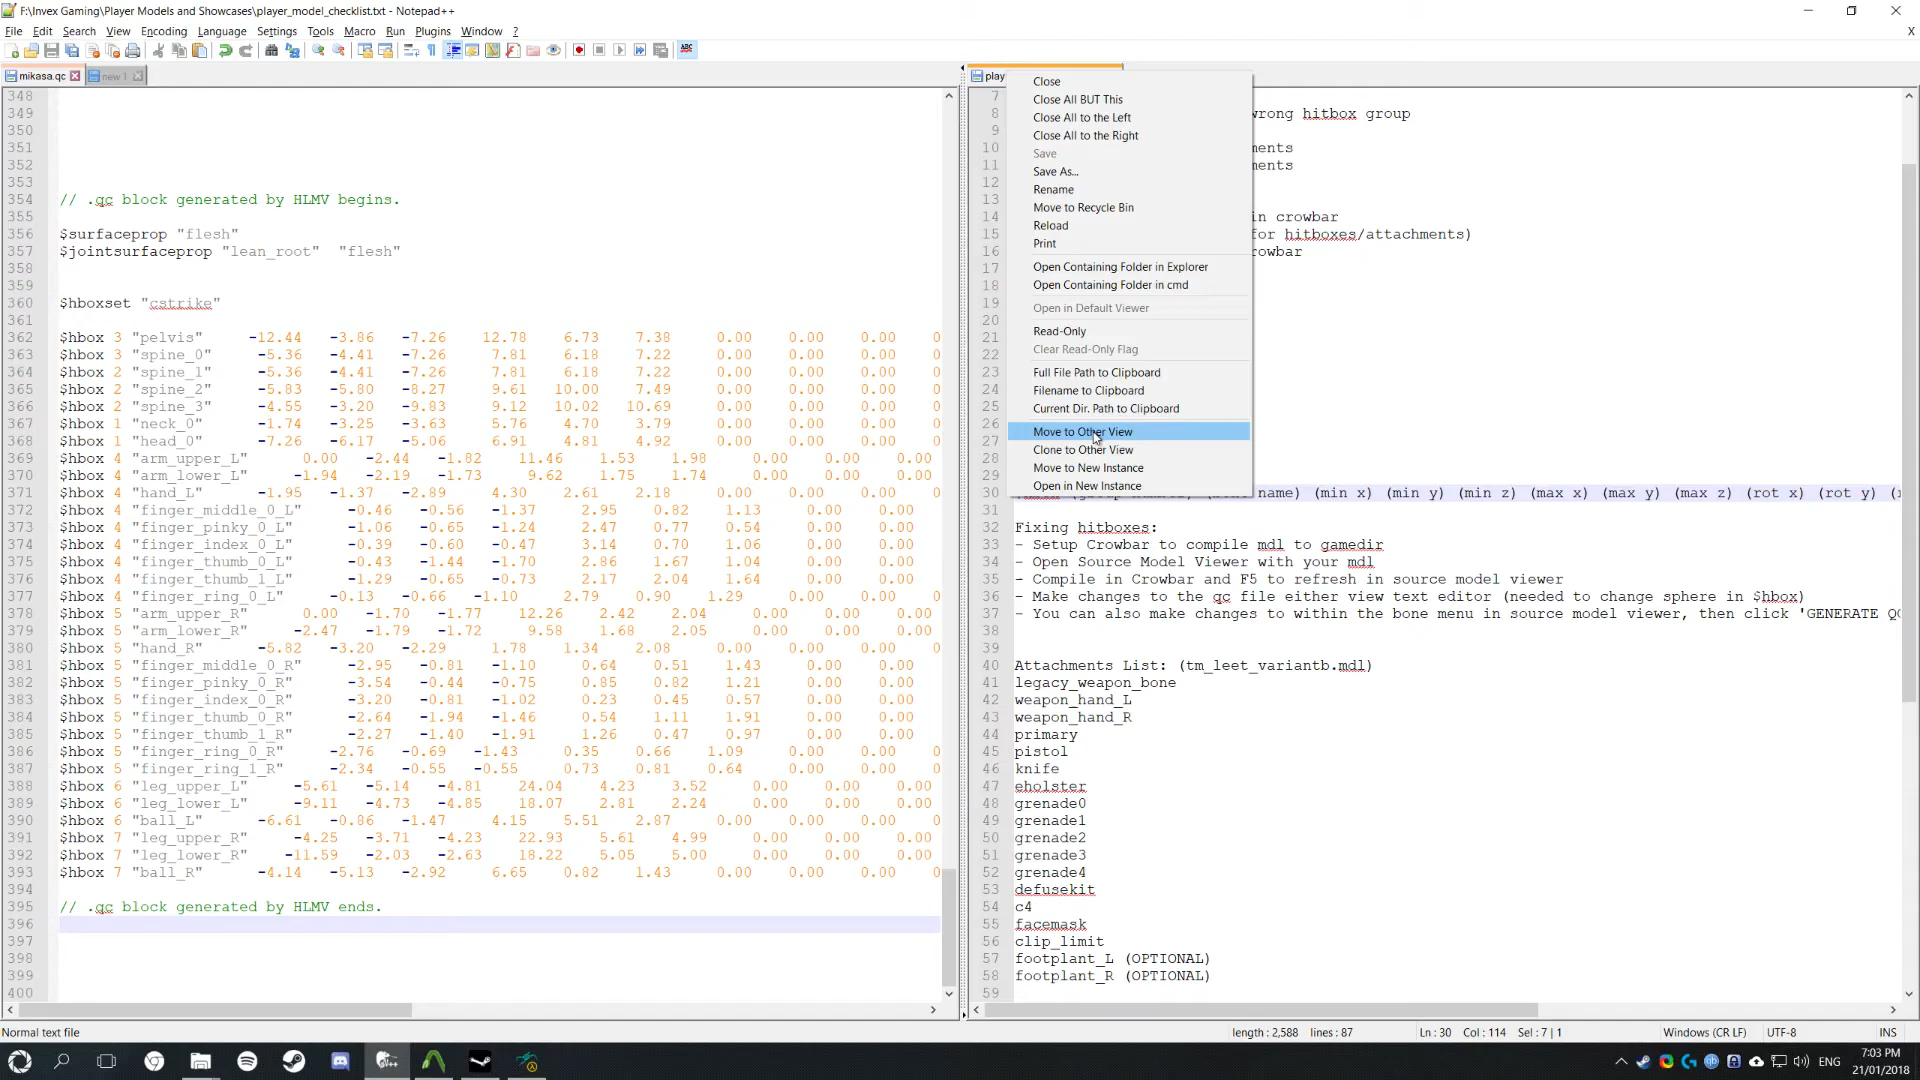 F:\Invex Gaming\Player Models and Showcases\player_model_checklist.txt - Notepad++
File Edit Search View Encoding Language Settings Tools Macro Run Plugins Window ? X
mikasa.qc new 1
348
349
350
351
352
353
354 // .qc block generated by HLMV begins.
355
356 $surfaceprop "flesh"
357 $jointsurfaceprop "lean_root" "flesh"
358
359
360 $hboxset "cstrike"
361
362 $hbox 3 "pelvis" -12.44 -3.86 -7.26 12.78 6.73 7.38 0.00 0.00 0.00 0
363 $hbox 3 "spine_0" -5.36 -4.41 -7.26 7.81 6.18 7.22 0.00 0.00 0.00 0
364 $hbox 2 "spine_1" -5.36 -4.41 -7.26 7.81 6.18 7.22 0.00 0.00 0.00 0
365 $hbox 2 "spine_2" -5.83 -5.80 -8.27 9.61 10.00 7.49 0.00 0.00 0.00 0
366 $hbox 2 "spine_3" -4.55 -3.20 -9.83 9.12 10.02 10.69 0.00 0.00 0.00 0
367 $hbox 1 "neck_0" -1.74 -3.25 -3.63 5.76 4.70 3.79 0.00 0.00 0.00 0
368 $hbox 1 "head_0" -7.26 -6.17 -5.06 6.91 4.81 4.92 0.00 0.00 0.00 0
369 $hbox 4 "arm_upper_L" 0.00 -2.44 -1.82 11.46 1.53 1.98 0.00 0.00 0.00
370 $hbox 4 "arm_lower_L" -1.94 -2.19 -1.73 9.62 1.75 1.74 0.00 0.00 0.00
371 $hbox 4 "hand_L" -1.95 -1.37 -2.89 4.30 2.61 2.18 0.00 0.00 0.00 0
372 $hbox 4 "finger_middle_0_L" -0.46 -0.56 -1.37 2.95 0.82 1.13 0.00 0.00
373 $hbox 4 "finger_pinky_0_L" -1.06 -0.65 -1.24 2.47 0.77 0.54 0.00 0.00
374 $hbox 4 "finger_index_0_L" -0.39 -0.60 -0.47 3.14 0.70 1.06 0.00 0.00
375 $hbox 4 "finger_thumb_0_L" -0.43 -1.44 -1.70 2.86 1.67 1.04 0.00 0.00
376 $hbox 4 "finger_thumb_1_L" -1.29 -0.65 -0.73 2.17 2.04 1.64 0.00 0.00
377 $hbox 4 "finger_ring_0_L" -0.13 -0.66 -1.10 2.79 0.90 1.29 0.00 0.00 0
378 $hbox 5 "arm_upper_R" 0.00 -1.70 -1.77 12.26 2.42 2.04 0.00 0.00 0.00
379 $hbox 5 "arm_lower_R" -2.47 -1.79 -1.72 9.58 1.68 2.05 0.00 0.00 0.00
380 $hbox 5 "hand_R" -5.82 -3.20 -2.29 1.78 1.34 2.08 0.00 0.00 0.00 0
381 $hbox 5 "finger_middle_0_R" -2.95 -0.81 -1.10 0.64 0.51 1.43 0.00 0.00
382 $hbox 5 "finger_pinky_0_R" -3.54 -0.44 -0.75 0.85 0.82 1.21 0.00 0.00
383 $hbox 5 "finger_index_0_R" -3.20 -0.81 -1.02 0.23 0.45 0.57 0.00 0.00
384 $hbox 5 "finger_thumb_0_R" -2.64 -1.94 -1.46 0.54 1.11 1.91 0.00 0.00
385 $hbox 5 "finger_thumb_1_R" -2.27 -1.40 -1.91 1.26 0.47 0.97 0.00 0.00
386 $hbox 5 "finger_ring_0_R" -2.76 -0.69 -1.43 0.35 0.66 1.09 0.00 0.00 0
387 $hbox 5 "finger_ring_1_R" -2.34 -0.55 -0.55 0.73 0.81 0.64 0.00 0.00 0
388 $hbox 6 "leg_upper_L" -5.61 -5.14 -4.81 24.04 4.23 3.52 0.00 0.00 0.00
389 $hbox 6 "leg_lower_L" -9.11 -4.73 -4.85 18.07 2.81 2.24 0.00 0.00 0.00
390 $hbox 6 "ball_L" -6.61 -0.86 -1.47 4.15 5.51 2.87 0.00 0.00 0.00 0
391 $hbox 7 "leg_upper_R" -4.25 -3.71 -4.23 22.93 5.61 4.99 0.00 0.00 0.00
392 $hbox 7 "leg_lower_R" -11.59 -2.03 -2.63 18.22 5.05 5.00 0.00 0.00 0.00
393 $hbox 7 "ball_R" -4.14 -5.13 -2.92 6.65 0.82 1.43 0.00 0.00 0.00 0
394
395 // .qc block generated by HLMV ends.
396
397
398
399
400
play
Close
Close All BUT This
Close All to the Left
Close All to the Right
Save
Save As...
Rename
Move to Recycle Bin
Reload
Print
Open Containing Folder in Explorer
Open Containing Folder in cmd
Open in Default Viewer
Read-Only
Clear Read-Only Flag
Full File Path to Clipboard
Filename to Clipboard
Current Dir. Path to Clipboard
Move to Other View
Clone to Other View
Move to New Instance
Open in New Instance
7
8 wrong hitbox group
9
10 ments
11 ments
12
13
14 in crowbar
15 for hitboxes/attachments)
16 rowbar
17
18
19
20
21
22
23
24
25
26
27
28
29
30 name) (min x) (min y) (min z) (max x) (max y) (max z) (rot x) (rot y) (
31
32 Fixing hitboxes:
33 - Setup Crowbar to compile mdl to gamedir
34 - Open Source Model Viewer with your mdl
35 - Compile in Crowbar and F5 to refresh in source model viewer
36 - Make changes to the qc file either view text editor (needed to change sphere in $hbox)
37 - You can also make changes to within the bone menu in source model viewer, then click 'GENERATE QC
38
39
40 Attachments List: (tm_leet_variantb.mdl)
41 legacy_weapon_bone
42 weapon_hand_L
43 weapon_hand_R
44 primary
45 pistol
46 knife
47 eholster
48 grenade0
49 grenade1
50 grenade2
51 grenade3
52 grenade4
53 defusekit
54 c4
55 facemask
56 clip_limit
57 footplant_L (OPTIONAL)
58 footplant_R (OPTIONAL)
59
Normal text file length : 2,588 lines : 87 Ln : 30 Col : 114 Sel : 7 | 1 Windows (CR LF) UTF-8 INS
ENG
7:03 PM
21/01/2018